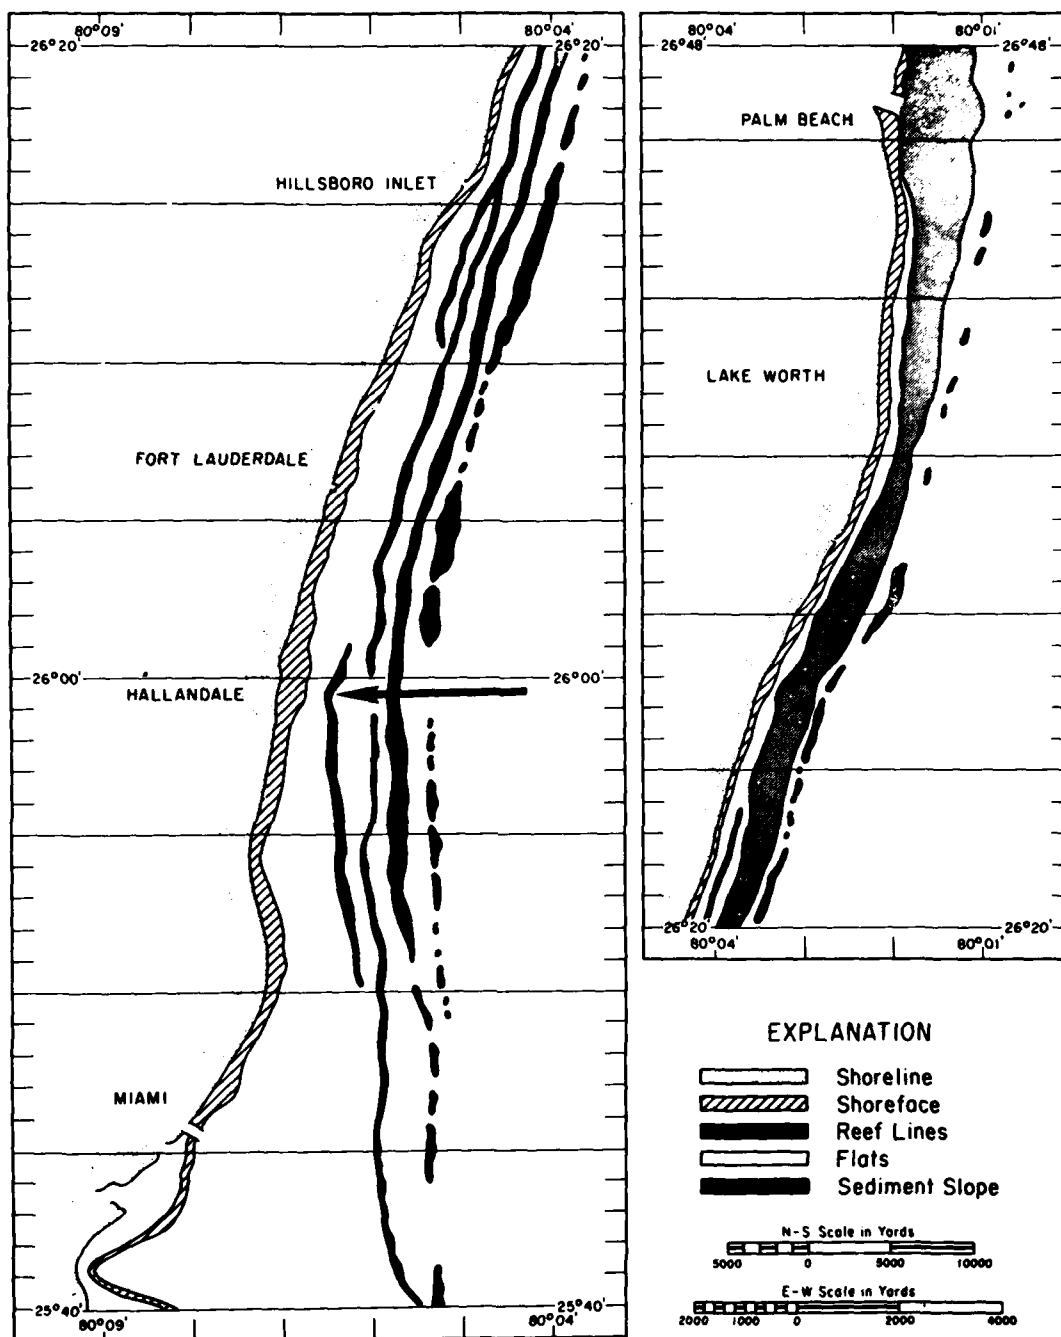 80°09'
80°04'
26°20'
26°20'
HILLSBORO INLET
FORT LAUDERDALE
26°00'
26°00'
HALLANDALE
MIAMI
25°40'
25°40'
80°09'
80°04'
80°04'
80°01'
26°48'
26°48'
PALM BEACH
LAKE WORTH
26°20'
26°20'
80°04'
80°01'
EXPLANATION
Shoreline
Shoreface
Reef Lines
Flats
Sediment Slope
N-S Scale in Yards
5000 0 5000 10000
E-W Scale in Yards
2000 1000 0 2000 4000